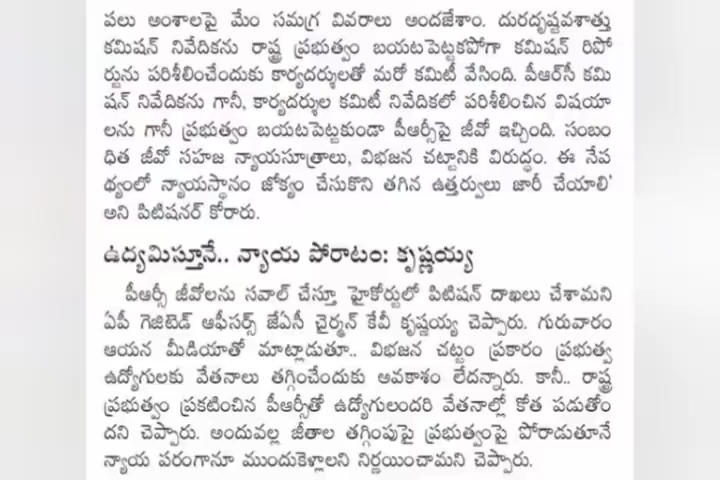 పలు అంశాలపై మేం సమగ్ర వివరాలు అందజేశాం. దురదృష్టవశాత్తు
కమిషన్ నివేదికను రాష్ట్ర ప్రభుత్వం బయటపెట్టకపోగా కమిషన్ రిపో
ర్టును పరిశీలించేందుకు కార్యదర్శులతో మరో కమిటీ వేసింది. పీఆర్‌సీ కమి
షన్ నివేదికను గానీ, కార్యదర్శుల కమిటీ నివేదికలో పరిశీలించిన విషయా
లను గానీ ప్రభుత్వం బయటపెట్టకుండా పీఆర్సీపై జీవో ఇచ్చింది. సంబం
ధిత జీవో సహజ న్యాయసూత్రాలు, విభజన చట్టానికి విరుద్ధం. ఈ నేప
థ్యంలో న్యాయస్థానం జోక్యం చేసుకొని తగిన ఉత్తర్వులు జారీ చేయాలి'
అని పిటిషనర్ కోరారు.
ఉద్యమిస్తూనే.. న్యాయ పోరాటం: కృష్ణయ్య
పీఆర్సీ జీవోలను సవాల్ చేస్తూ హైకోర్టులో పిటిషన్ దాఖలు చేశామని
ఏపీ గెజిటెడ్ ఆఫీసర్స్ జేఏసీ చైర్మన్ కేవీ కృష్ణయ్య చెప్పారు. గురువారం
ఆయన మీడియాతో మాట్లాడుతూ.. విభజన చట్టం ప్రకారం ప్రభుత్వ
ఉద్యోగులకు వేతనాలు తగ్గించేందుకు అవకాశం లేదన్నారు. కానీ.. రాష్ట్ర
ప్రభుత్వం ప్రకటించిన పీఆర్సీతో ఉద్యోగులందరి వేతనాల్లో కోత పడుతోం
దని చెప్పారు. అందువల్ల జీతాల తగ్గింపుపై ప్రభుత్వంపై పోరాడుతూనే
న్యాయ పరంగానూ ముందుకెళ్లాలని నిర్ణయించామని చెప్పారు.